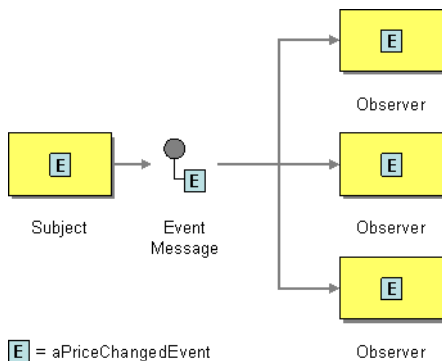 E
Observer
E
E
E
Subject
Event
Message
Observer
E
Observer
E = aPriceChangedEvent